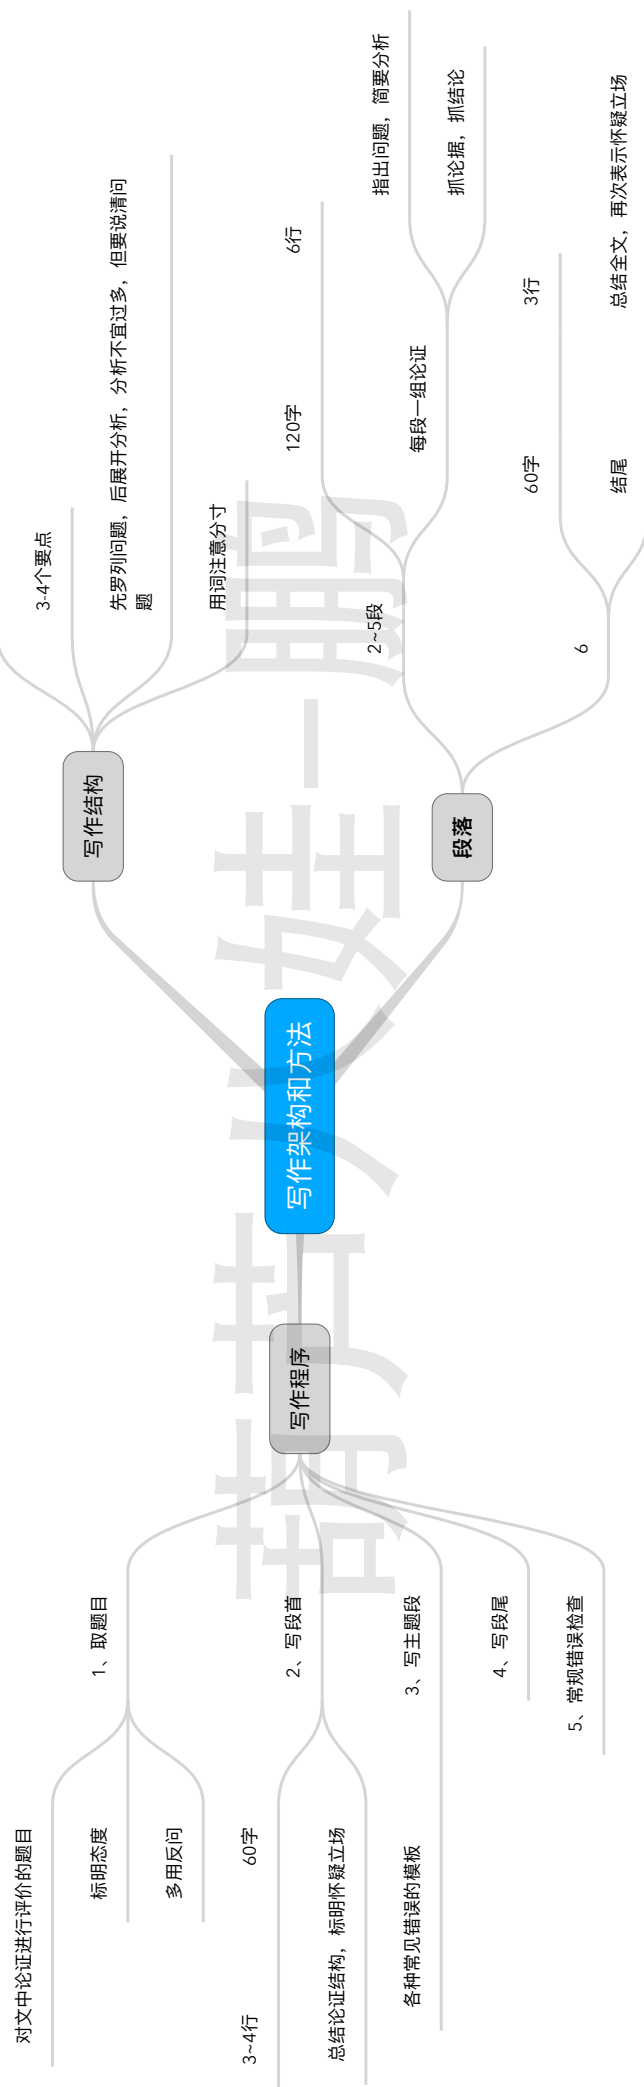 写作架构和方法
写作程序
1、取题目
对文中论证进行评价的题目
标明态度
多用反问
2、写段首
60字
3~4行
总结论证结构，标明怀疑立场
3、写主题段
各种常见错误的模板
4、写段尾
5、常规错误检查
写作结构
3-4个要点
先罗列问题，后展开分析，分析不宜过多，但要说清问
题
用词注意分寸
段落
2~5段
120字
6行
每段一组论证
指出问题，简要分析
抓论据，抓结论
6
60字
3行
结尾
总结全文，再次表示怀疑立场
葫芦火娃一鹏